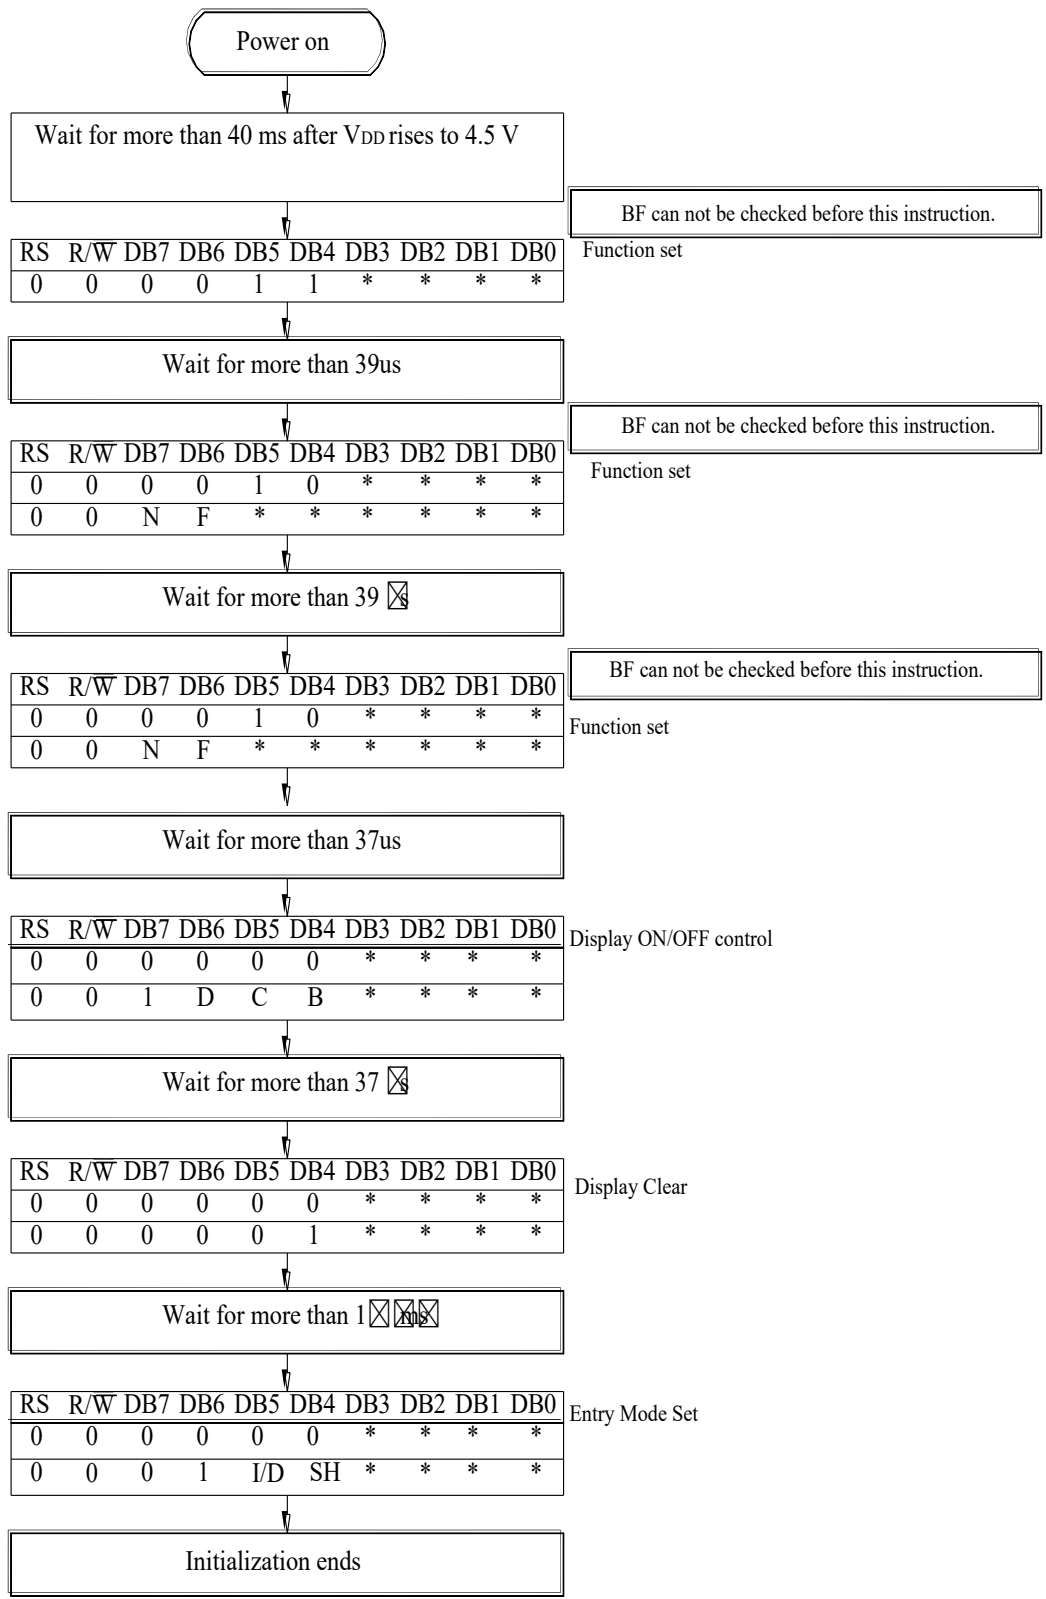 Power on
Wait for more than 40 ms after VDD rises to 4.5 V
BF can not be checked before this instruction.
RS R/W̅ DB7 DB6 DB5 DB4 DB3 DB2 DB1 DB0
Function set
0 0 0 0 1 1 * * * *
Wait for more than 39us
BF can not be checked before this instruction.
RS R/W̅ DB7 DB6 DB5 DB4 DB3 DB2 DB1 DB0
Function set
0 0 0 0 1 0 * * * *
0 0 N F * * * * * *
Wait for more than 39 s
BF can not be checked before this instruction.
RS R/W̅ DB7 DB6 DB5 DB4 DB3 DB2 DB1 DB0
0 0 0 0 1 0 * * * *
Function set
0 0 N F * * * * * *
Wait for more than 37us
RS R/W̅ DB7 DB6 DB5 DB4 DB3 DB2 DB1 DB0
Display ON/OFF control
0 0 0 0 0 0 * * * *
0 0 1 D C B * * * *
Wait for more than 37 s
RS R/W̅ DB7 DB6 DB5 DB4 DB3 DB2 DB1 DB0
Display Clear
0 0 0 0 0 0 * * * *
0 0 0 0 0 1 * * * *
Wait for more than 1 ms
RS R/W̅ DB7 DB6 DB5 DB4 DB3 DB2 DB1 DB0
Entry Mode Set
0 0 0 0 0 0 * * * *
0 0 0 1 I/D SH * * * *
Initialization ends